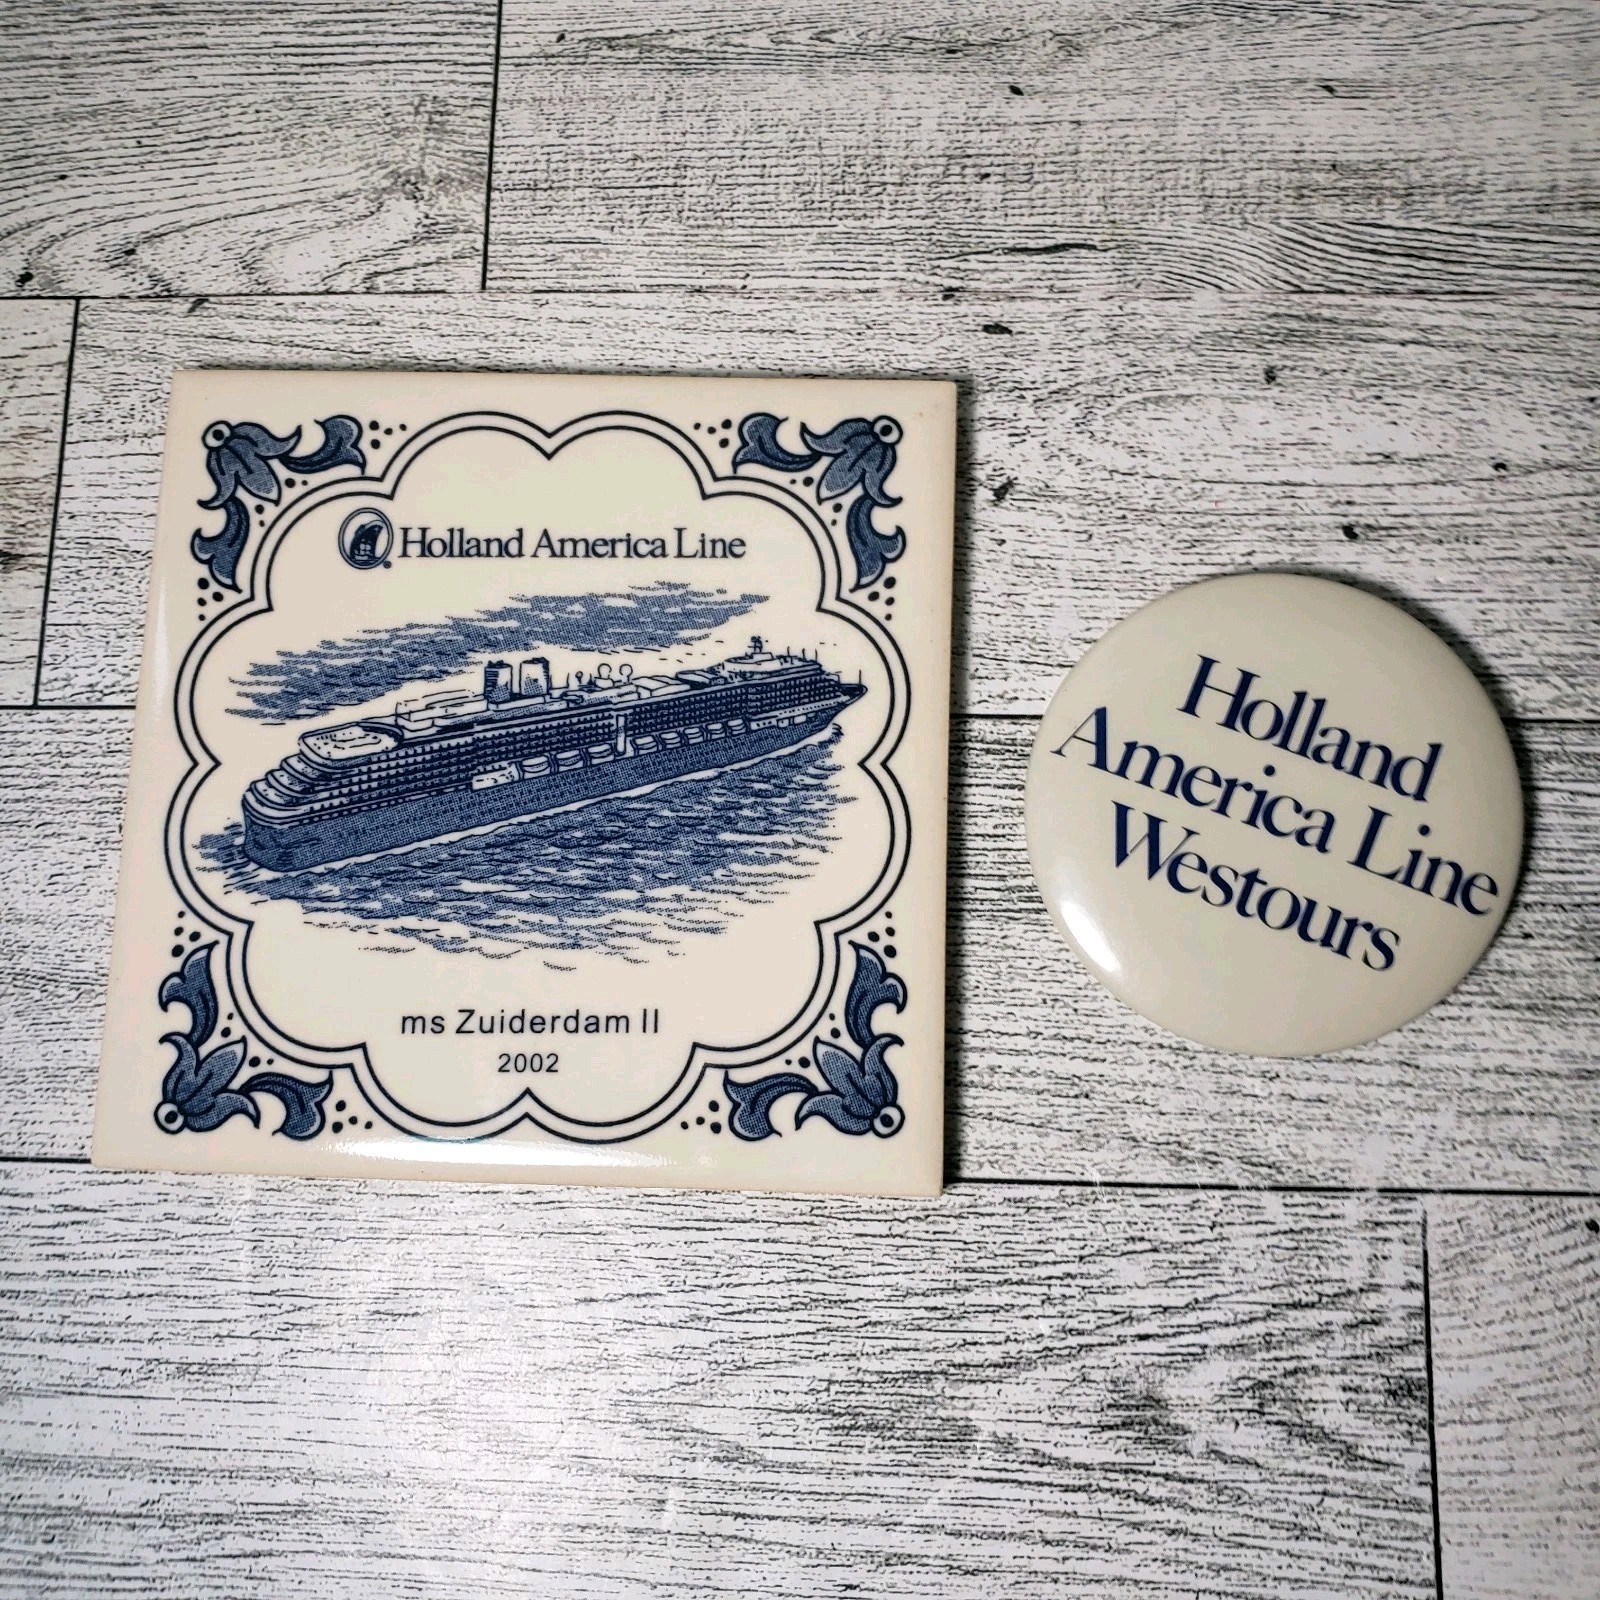 Holland America Line
ms Zuiderdam II
2002
Holland
America Line
Westours